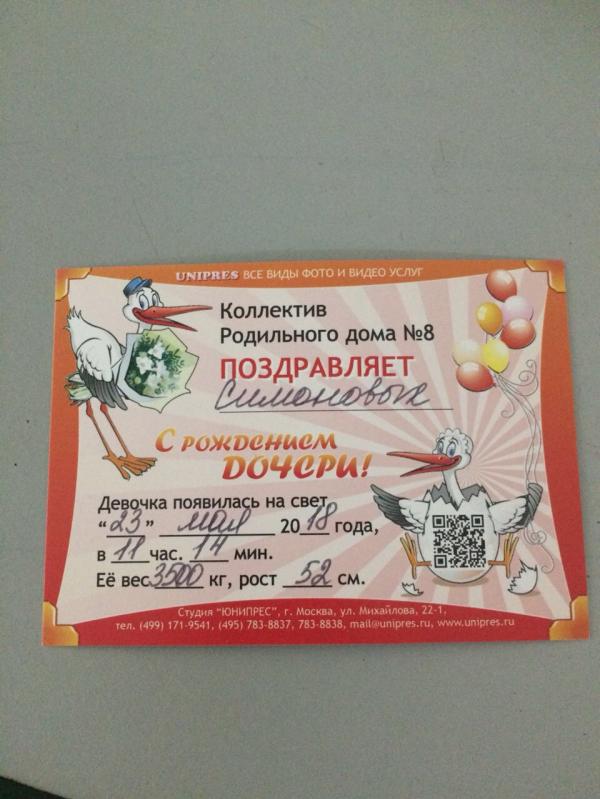 UNIPRES ВСЕ ВИДЫ ФОТО И ВИДЕО УСЛУГ
Коллектив
Родильного дома №8
ПОЗДРАВЛЯЕТ
Симоновых
С РОЖДЕНИЕМ
ДОЧЕРИ!
Девочка появилась на свет
"23" мая 2018 года,
в 11 час. 14 мин.
Её вес 3500 кг, рост 52 см.
Студия "ЮНИПРЕС", г. Москва, ул. Михайлова, 22-1,
тел. (499) 171-9541, (495) 783-8837, 783-8838, mail@unipres.ru, www.unipres.ru